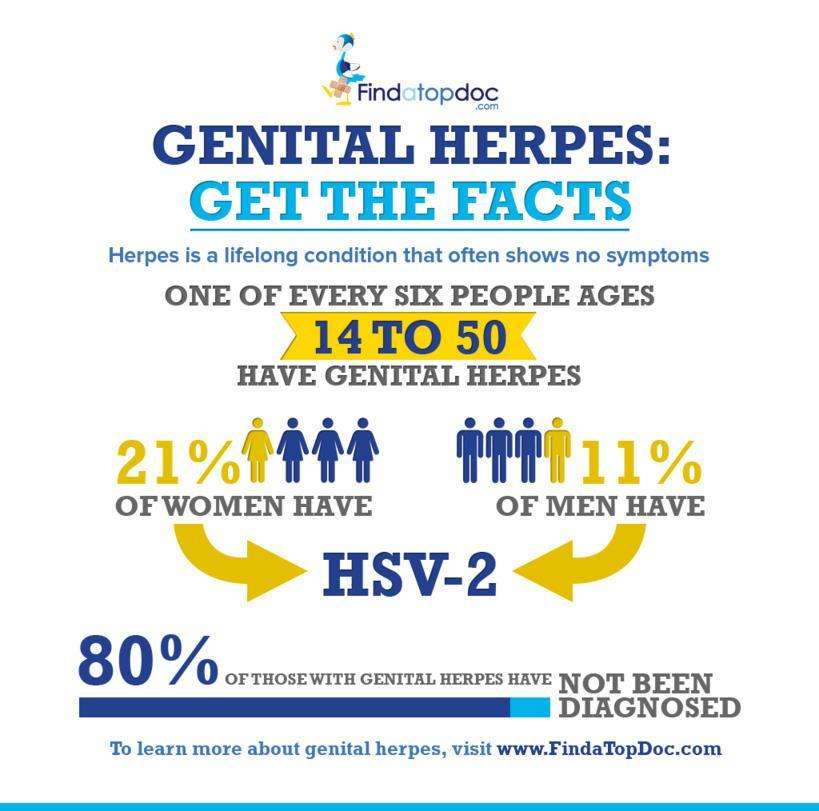 Findatopdoc
.com
GENITAL HERPES:
GET THE FACTS
Herpes is a lifelong condition that often shows no symptoms
ONE OF EVERY SIX PEOPLE AGES
14 TO 50
HAVE GENITAL HERPES
21%
OF WOMEN HAVE
11%
OF MEN HAVE
HSV-2
80% OF THOSE WITH GENITAL HERPES HAVE NOT BEEN
DIAGNOSED
To learn more about genital herpes, visit www.FindaTopDoc.com